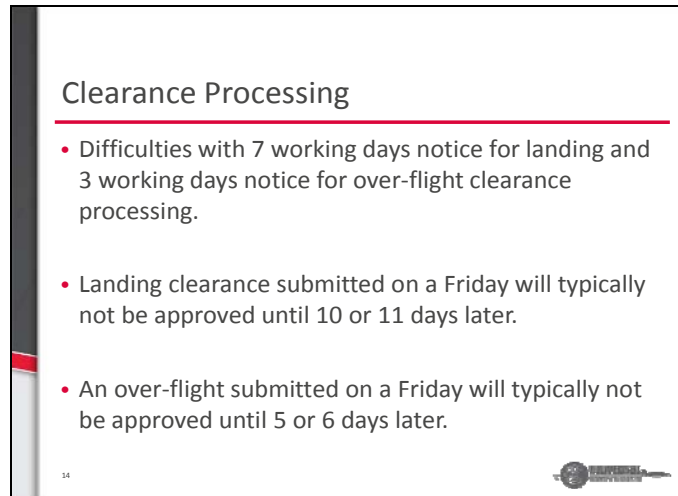 Clearance Processing
• Difficulties with 7 working days notice for landing and
3 working days notice for over-flight clearance
processing.
• Landing clearance submitted on a Friday will typically
not be approved until 10 or 11 days later.
• An over-flight submitted on a Friday will typically not
be approved until 5 or 6 days later.
14